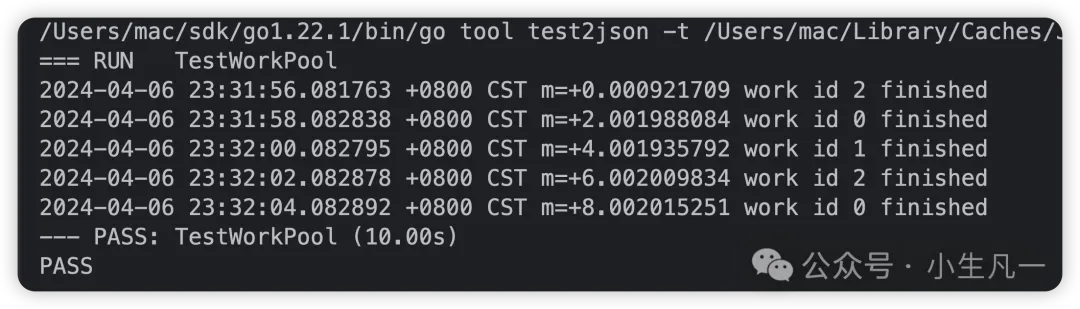 /Users/mac/sdk/go1.22.1/bin/go tool test2json -t /Users/mac/Library/Caches/
=== RUN   TestWorkPool
2024-04-06 23:31:56.081763 +0800 CST m=+0.000921709 work id 2 finished
2024-04-06 23:31:58.082838 +0800 CST m=+2.001988084 work id 0 finished
2024-04-06 23:32:00.082795 +0800 CST m=+4.001935792 work id 1 finished
2024-04-06 23:32:02.082878 +0800 CST m=+6.002009834 work id 2 finished
2024-04-06 23:32:04.082892 +0800 CST m=+8.002015251 work id 0 finished
--- PASS: TestWorkPool (10.00s)
PASS
公众号 · 小生凡一